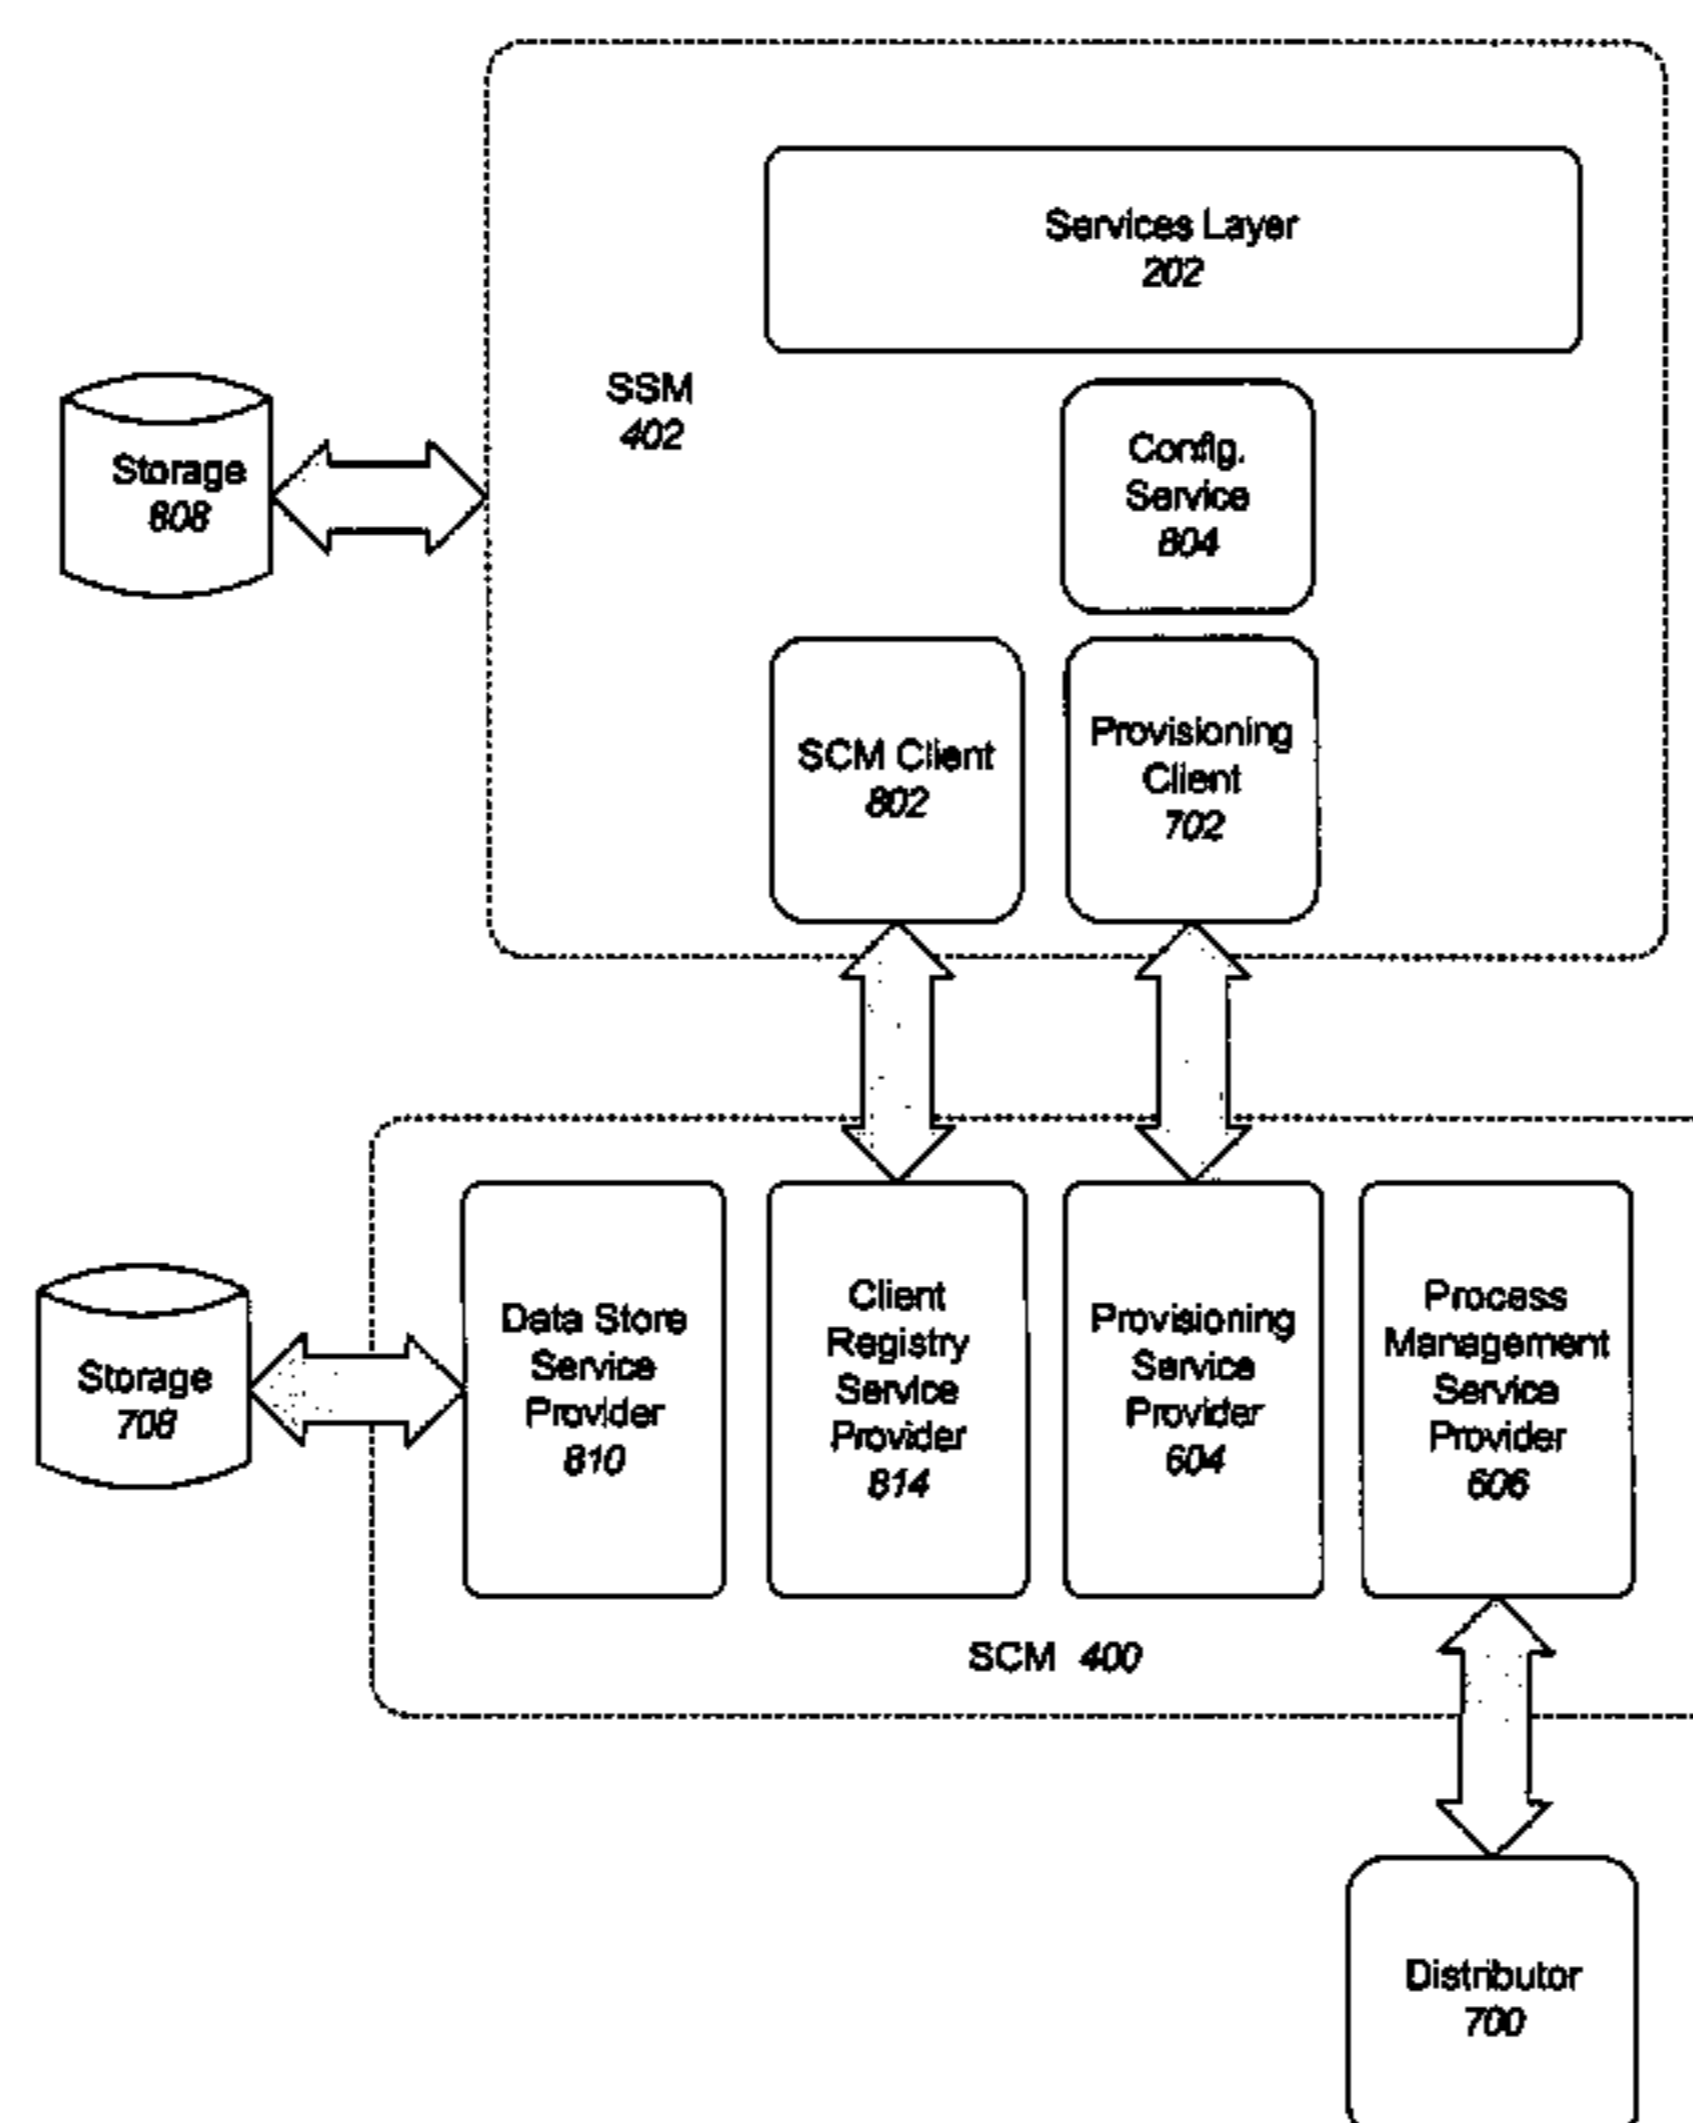 Services Layer
202
SSM
402
Storage
808
Config.
Service
804
SCM Client
802
Provisioning
Client
702
Storage
708
Data Store
Service
Provider
810
Client
Registry
Service
Provider
814
Provisioning
Service
Provider
604
Process
Management
Service
Provider
606
SCM 400
Distributor
700